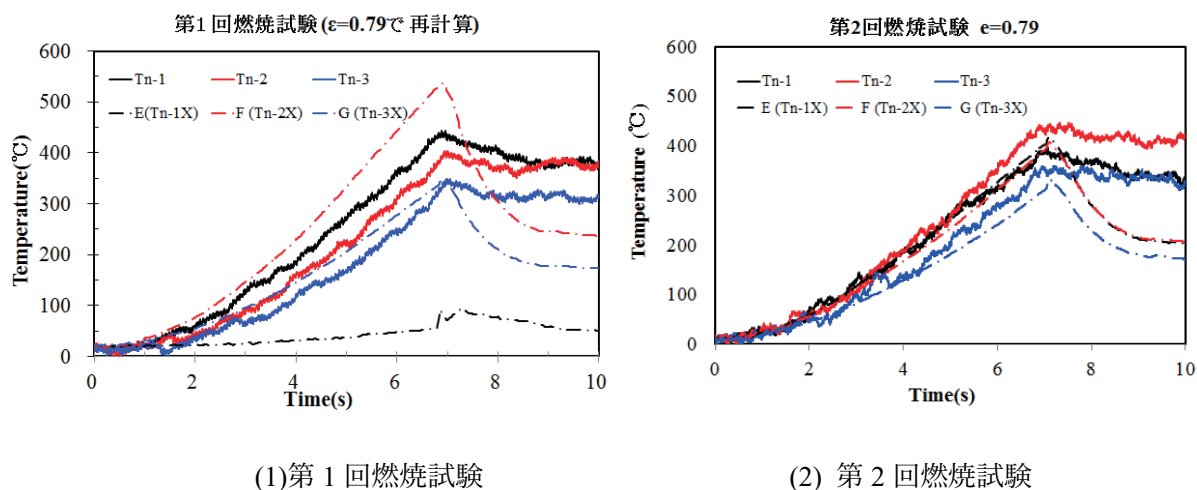 第1回燃焼試験(ε=0.79で 再計算)
600
500
400
300
200
100
0
Temperature(℃)
Tn-1
Tn-2
Tn-3
E(Tn-1X)
F (Tn-2X)
G (Tn-3X)
0 2 4 6 8 10
Time(s)
(1)第 1 回燃焼試験
第2回燃焼試験 e=0.79
600
500
400
300
200
100
0
Temperature (℃)
Tn-1
Tn-2
Tn-3
E (Tn-1X)
F (Tn-2X)
G (Tn-3X)
0 2 4 6 8 10
Time(s)
(2) 第 2 回燃焼試験